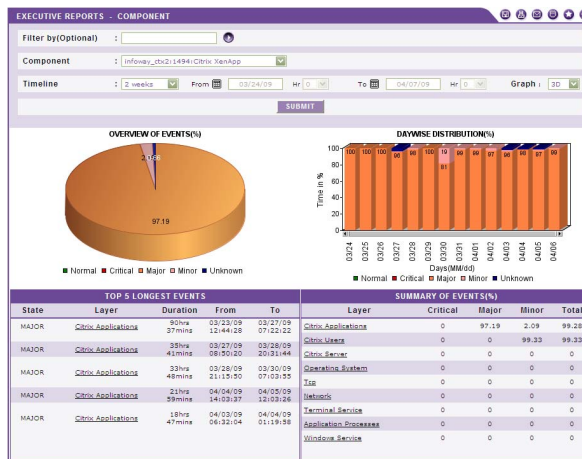 EXECUTIVE REPORTS - COMPONENT
Filter by(Optional) :
Component : infoway_ctx2:1494:Citrix XenApp
Timeline : 2 weeks From 03/24/09 Hr 0 To 04/07/09 Hr 0 Graph : 3D
SUBMIT
OVERVIEW OF EVENTS(%)
97.19
Normal Critical Major Minor Unknown
DAYWISE DISTRIBUTION(%)
Time in %
100
80
60
40
20
0
100 100 100 96 98 100 19 99 99 97 98 98 97 99
81
03/24 03/25 03/26 03/27 03/28 03/29 03/30 03/31 04/01 04/02 04/03 04/04 04/05 04/06
Days(MM/dd)
Normal Critical Major Minor Unknown
TOP 5 LONGEST EVENTS
State Layer Duration From To
MAJOR Citrix Applications 90hrs 37mins 03/23/09 12:44:28 03/27/09 07:22:22
MAJOR Citrix Applications 35hrs 41mins 03/27/09 08:50:20 03/28/09 20:31:44
MAJOR Citrix Applications 33hrs 48mins 03/28/09 21:15:50 03/30/09 07:03:55
MAJOR Citrix Applications 21hrs 59mins 04/04/09 14:03:37 04/05/09 12:03:26
MAJOR Citrix Applications 18hrs 47mins 04/03/09 06:32:04 04/04/09 01:19:58
SUMMARY OF EVENTS(%)
Layer Critical Major Minor Total
Citrix Applications 0 97.19 2.09 99.28
Citrix Users 0 0 99.33 99.33
Citrix Server 0 0 0 0
Operating System 0 0 0 0
Tcp 0 0 0 0
Network 0 0 0 0
Terminal Service 0 0 0 0
Application Processes 0 0 0 0
Windows Service 0 0 0 0